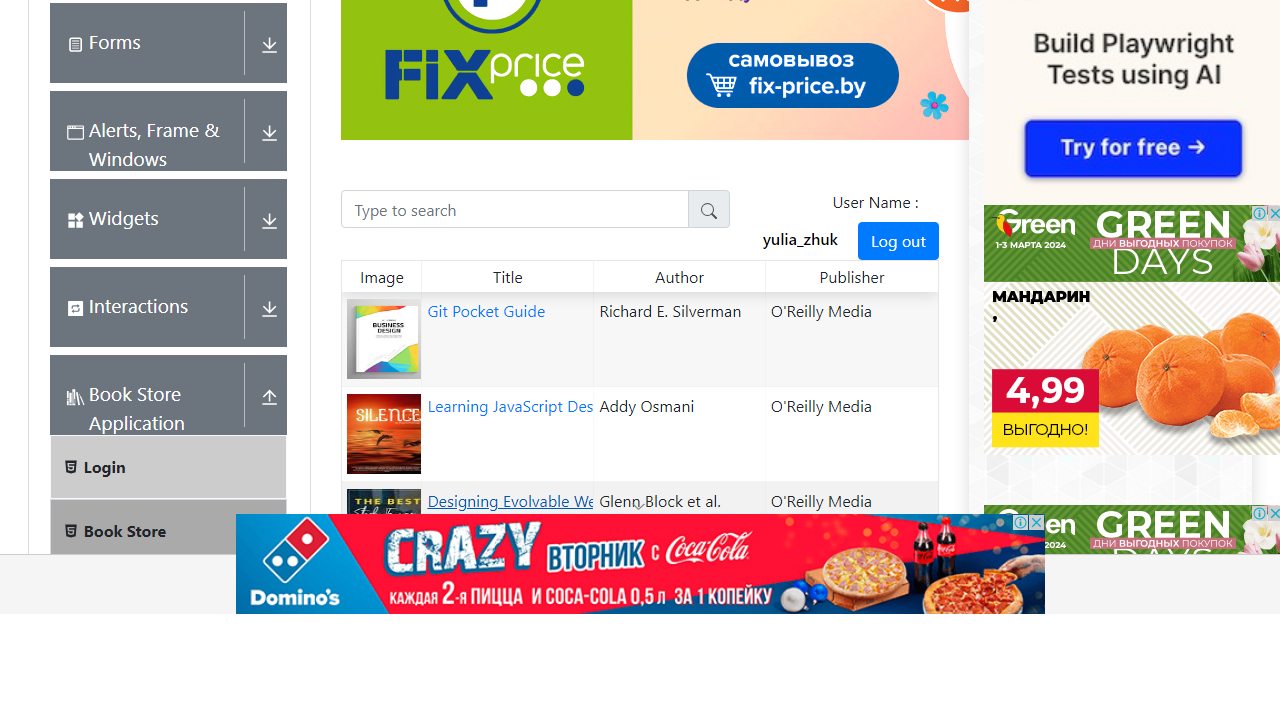 Forms
Alerts, Frame &
Windows
Widgets
Interactions
Book Store
Application
Login
Book Store
FiX price
самовывоз
fix-price.by
Type to search
User Name :
yulia_zhuk
Log out
Image Title Author Publisher
BUSINESS
DESIGN
Git Pocket Guide Richard E. Silverman O'Reilly Media
SILENCE
Learning JavaScript Des Addy Osmani O'Reilly Media
THE BEST
Designing Evolvable We Glenn Block et al. O'Reilly Media
Domino's
CRAZY ВТОРНИК с Coca-Cola
КАЖДАЯ 2-я ПИЦЦА И COCA-COLA 0,5 л ЗА 1 КОПЕЙКУ
Build Playwright
Tests using AI
Try for free →
Green
1-3 МАРТА 2024
GREEN
ДНИ ВЫГОДНЫХ ПОКУПОК
DAYS
МАНДАРИН
,
4,99
ВЫГОДНО!
GREEN
ДНИ ВЫГОДНЫХ ПОКУПОК